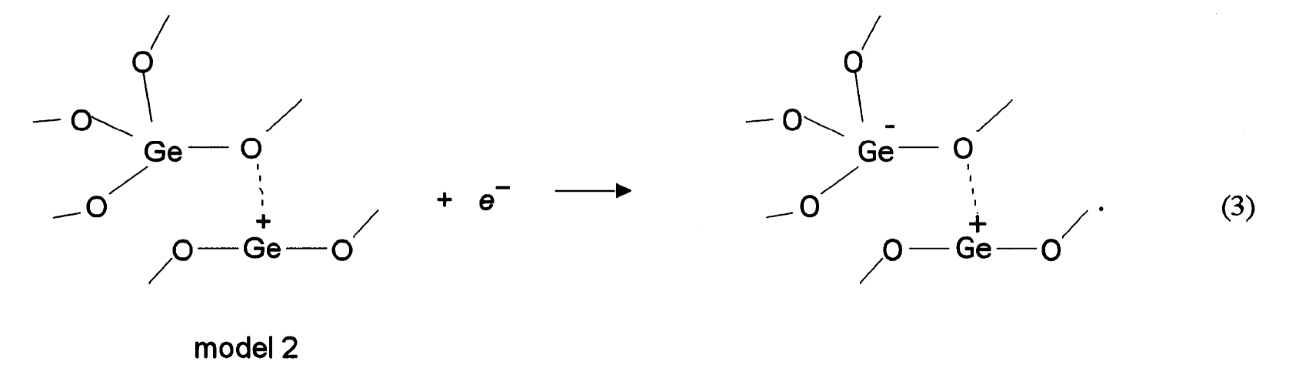 O O
O O
Ge O Ge - O
O + e − O (3)
+ +
O Ge O O Ge O .
model 2